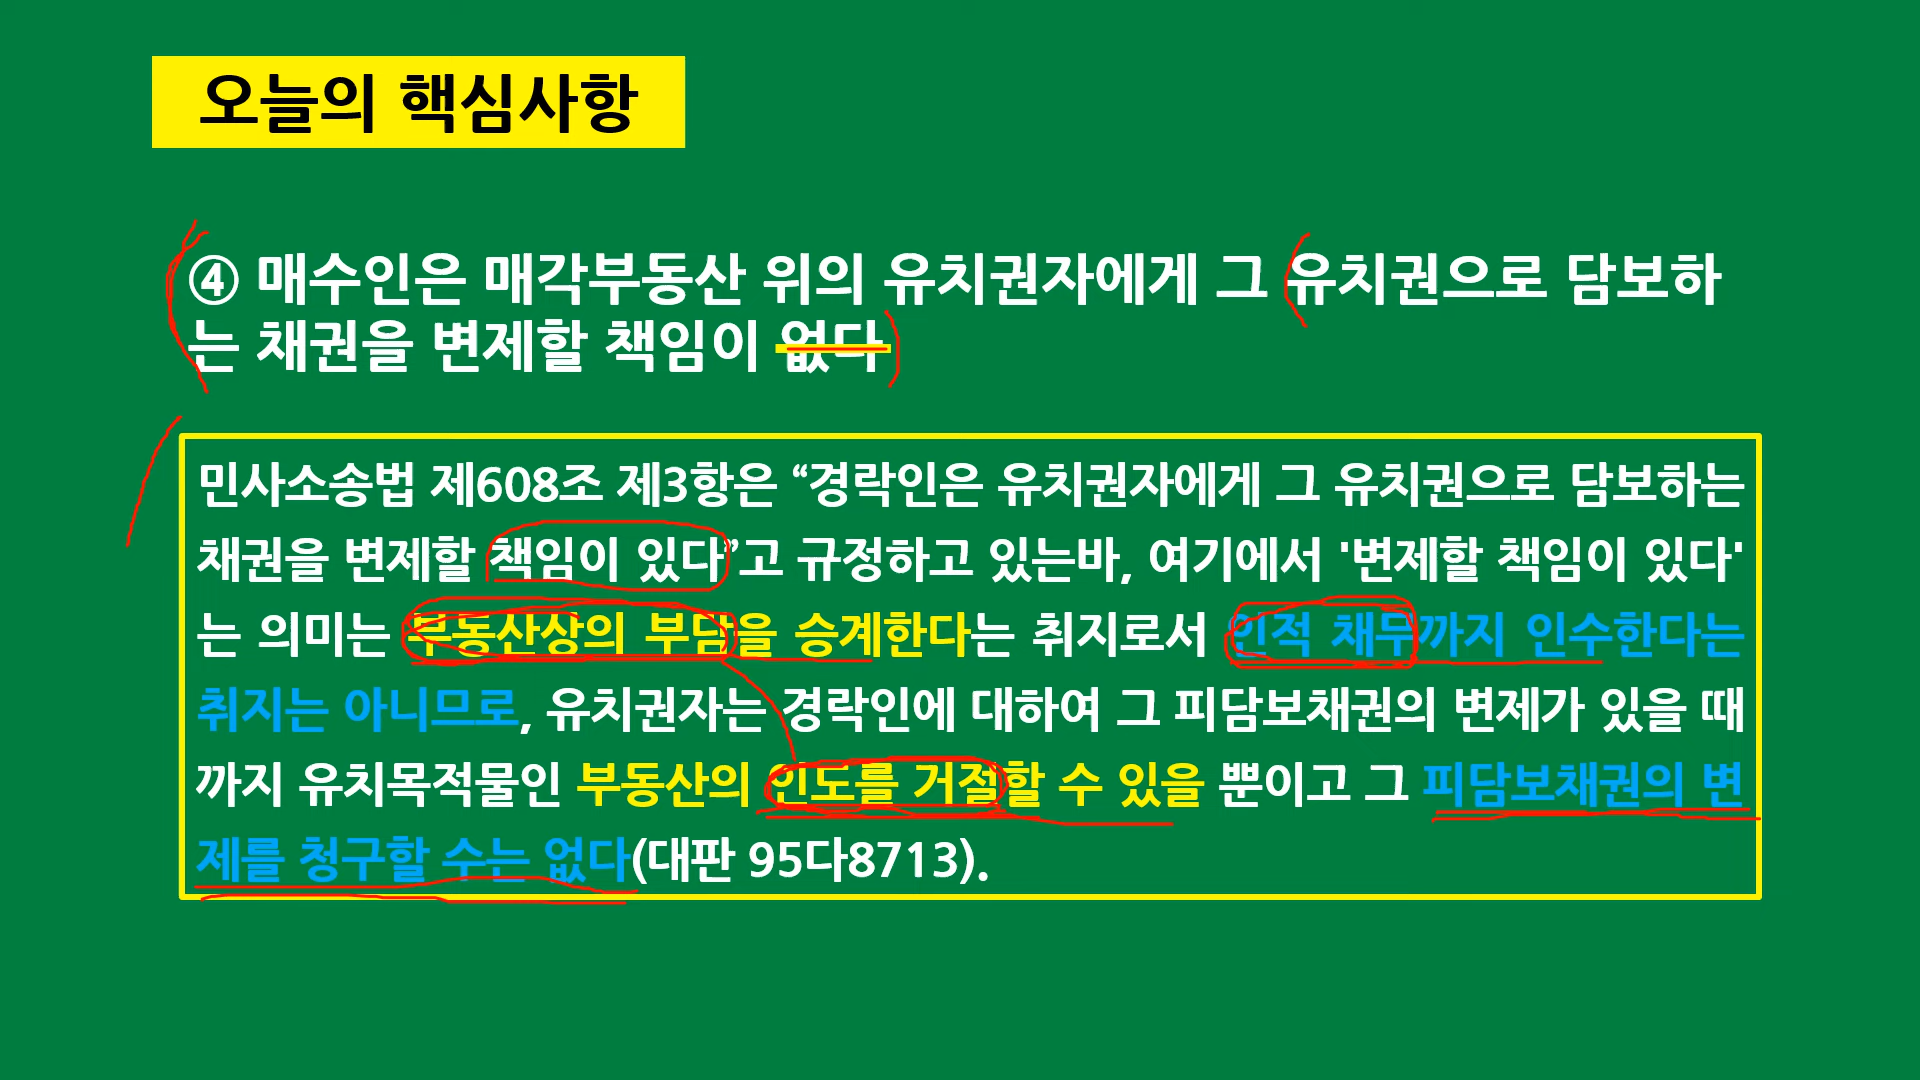 오늘의 핵심사항
④ 매수인은 매각부동산 위의 유치권자에게 그 유치권으로 담보하
는 채권을 변제할 책임이 없다
민사소송법 제608조 제3항은 “경락인은 유치권자에게 그 유치권으로 담보하는
채권을 변제할 책임이 있다”고 규정하고 있는바, 여기에서 '변제할 책임이 있다'
는 의미는 부동산상의 부담을 승계한다는 취지로서 인적 채무까지 인수한다는
취지는 아니므로, 유치권자는 경락인에 대하여 그 피담보채권의 변제가 있을 때
까지 유치목적물인 부동산의 인도를 거절할 수 있을 뿐이고 그 피담보채권의 변
제를 청구할 수는 없다(대판 95다8713).